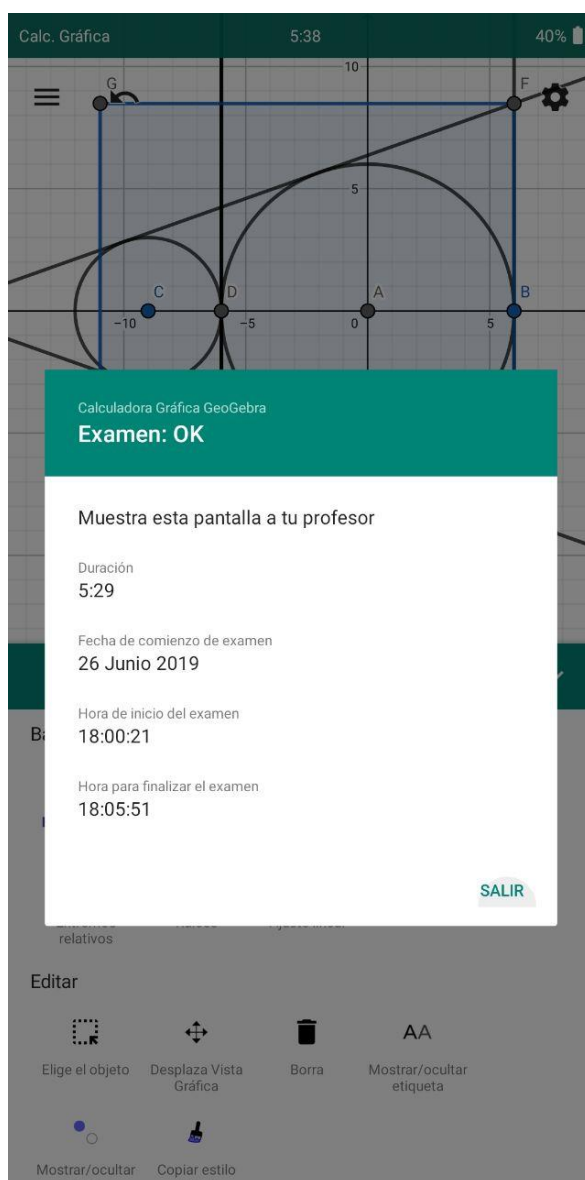 Calc. Gráfica 5:38 40%
10
G F
5
C D A B
-10 -5 0 5
Calculadora Gráfica GeoGebra
Examen: OK
Muestra esta pantalla a tu profesor
Duración
5:29
Fecha de comienzo de examen
26 Junio 2019
Hora de inicio del examen
18:00:21
Hora para finalizar el examen
18:05:51
SALIR
relativos
Editar
Elige el objeto Desplaza Vista Gráfica Borra Mostrar/ocultar etiqueta
AA
Mostrar/ocultar Copiar estilo